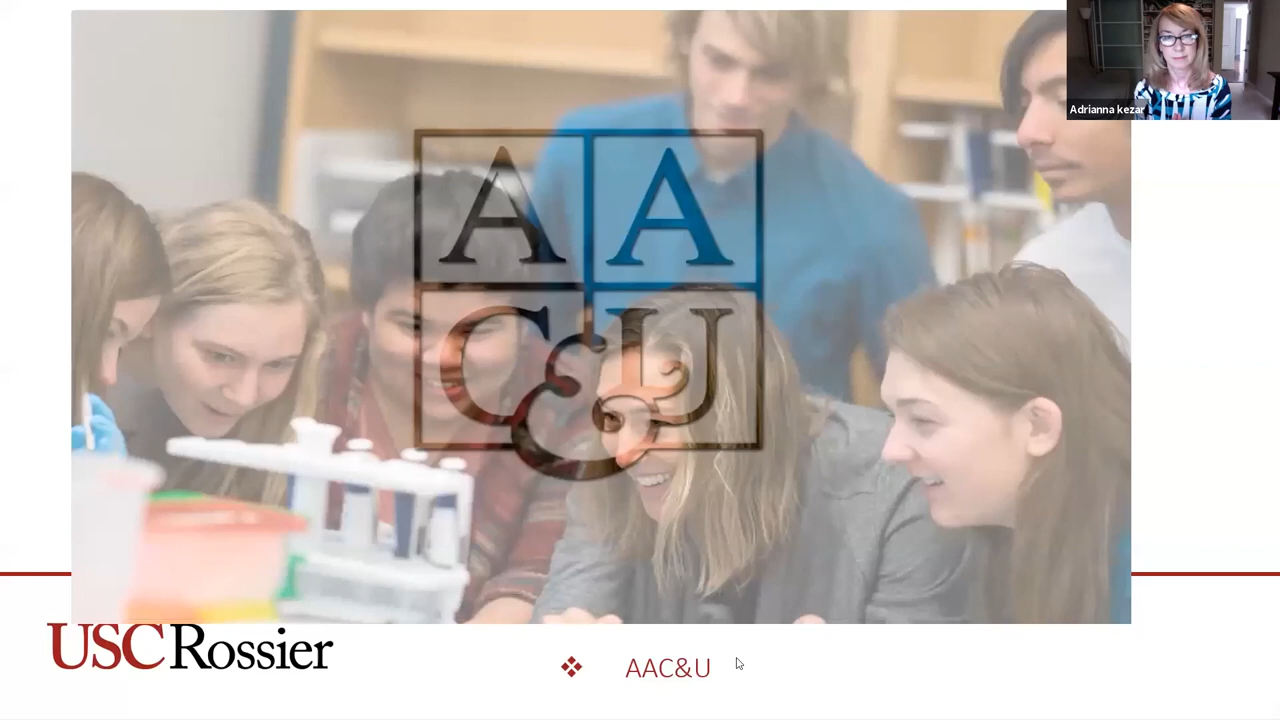 Adrianna kezar
A A
C & U
USC Rossier
❖ AAC&U